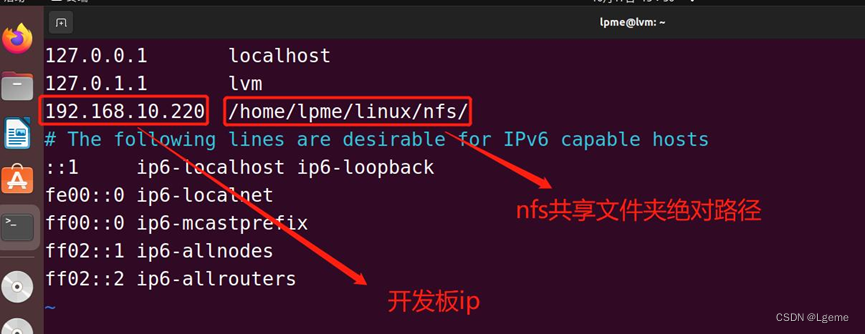 lpme@lvm: ~
127.0.0.1 localhost
127.0.1.1 lvm
192.168.10.220 /home/lpme/linux/nfs/
# The following lines are desirable for IPv6 capable hosts
::1 ip6-localhost ip6-loopback
fe00::0 ip6-localnet
ff00::0 ip6-mcastprefix
ff02::1 ip6-allnodes
ff02::2 ip6-allrouters
~
nfs共享文件夹绝对路径
开发板ip
CSDN @Lgeme